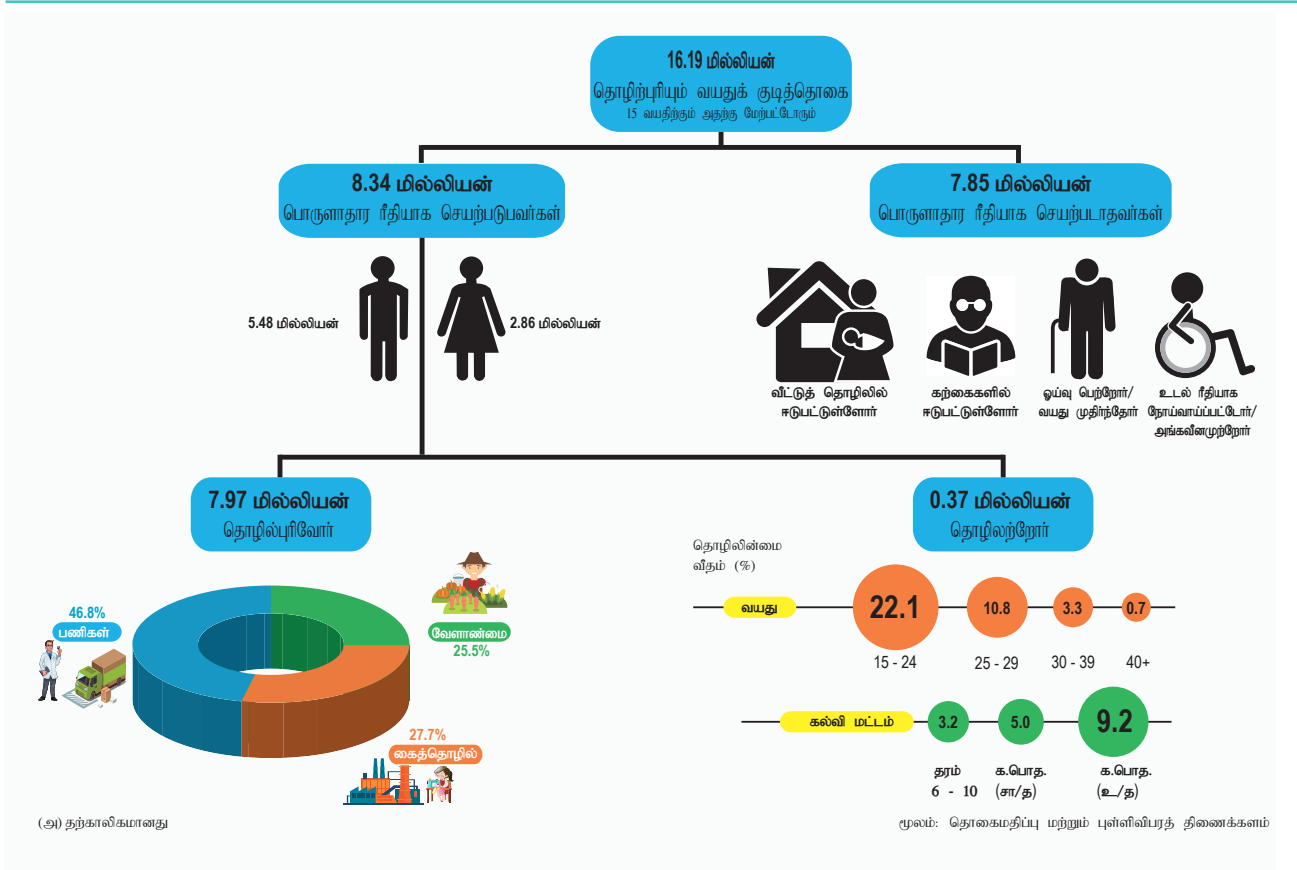 16.19 மில்லியன்
தொழிற்புரியும் வயதுக் குடித்தொகை
15 வயதிற்கும் அதற்கு மேற்பட்டோரும்
8.34 மில்லியன்
பொருளாதார ரீதியாக செயற்படுபவர்கள்
7.85 மில்லியன்
பொருளாதார ரீதியாக செயற்படாதவர்கள்
5.48 மில்லியன்
2.86 மில்லியன்
வீட்டுத் தொழிலில்
ஈடுபட்டுள்ளோர்
கற்கைகளில்
ஈடுபட்டுள்ளோர்
ஓய்வு பெற்றோர்/
வயது முதிர்ந்தோர்
உடல் ரீதியாக
நோய்வாய்ப்பட்டோர்/
அங்கவீனமுற்றோர்
7.97 மில்லியன்
தொழில்புரிவோர்
0.37 மில்லியன்
தொழிலற்றோர்
46.8%
பணிகள்
வேளாண்மை
25.5%
27.7%
கைத்தொழில்
தொழிலின்மை
வீதம் (%)
வயது
22.1
10.8
3.3
0.7
15 - 24
25 - 29
30 - 39
40+
கல்வி மட்டம்
3.2
5.0
9.2
தரம்
6 - 10
க.பொத.
(சா/த)
க.பொத.
(உ/த)
(அ) தற்காலிகமானது
மூலம்: தொகைமதிப்பு மற்றும் புள்ளிவிபரத் திணைக்களம்